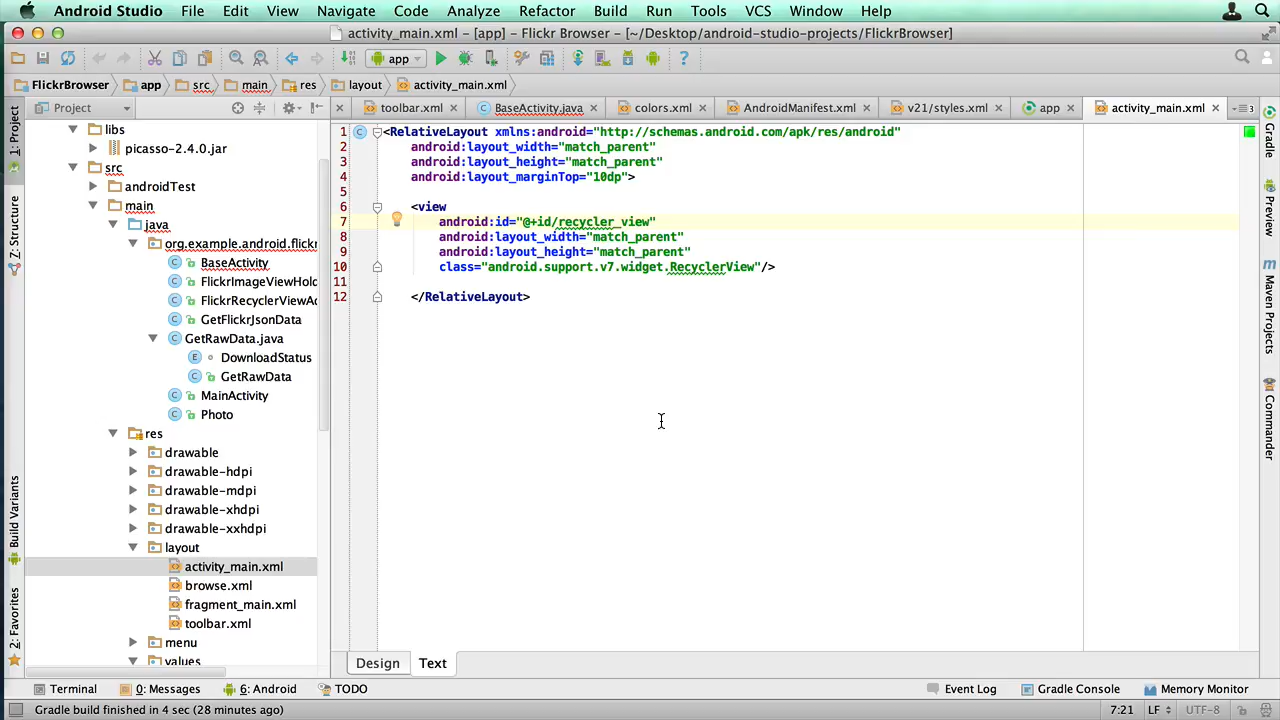 Android Studio File Edit View Navigate Code Analyze Refactor Build Run Tools VCS Window Help
activity_main.xml - [app] - Flickr Browser - [~/Desktop/android-studio-projects/FlickrBrowser]
app
FlickrBrowser app src main res layout activity_main.xml
Project
toolbar.xml BaseActivity.java colors.xml AndroidManifest.xml v21/styles.xml app activity_main.xml
1: Project
Z: Structure
Build Variants
2: Favorites
libs
picasso-2.4.0.jar
src
androidTest
main
java
org.example.android.flickr
BaseActivity
FlickrImageViewHold
FlickrRecyclerViewAd
GetFlickrJsonData
GetRawData.java
DownloadStatus
GetRawData
MainActivity
Photo
res
drawable
drawable-hdpi
drawable-mdpi
drawable-xhdpi
drawable-xxhdpi
layout
activity_main.xml
browse.xml
fragment_main.xml
toolbar.xml
menu
values
1 <RelativeLayout xmlns:android="http://schemas.android.com/apk/res/android"
2 android:layout_width="match_parent"
3 android:layout_height="match_parent"
4 android:layout_marginTop="10dp">
5
6 <view
7 android:id="@+id/recycler_view"
8 android:layout_width="match_parent"
9 android:layout_height="match_parent"
10 class="android.support.v7.widget.RecyclerView"/>
11
12 </RelativeLayout>
Gradle
Preview
Maven Projects
Commander
Design Text
Terminal 0: Messages 6: Android TODO Event Log Gradle Console Memory Monitor
Gradle build finished in 4 sec (28 minutes ago) 7:21 LF UTF-8